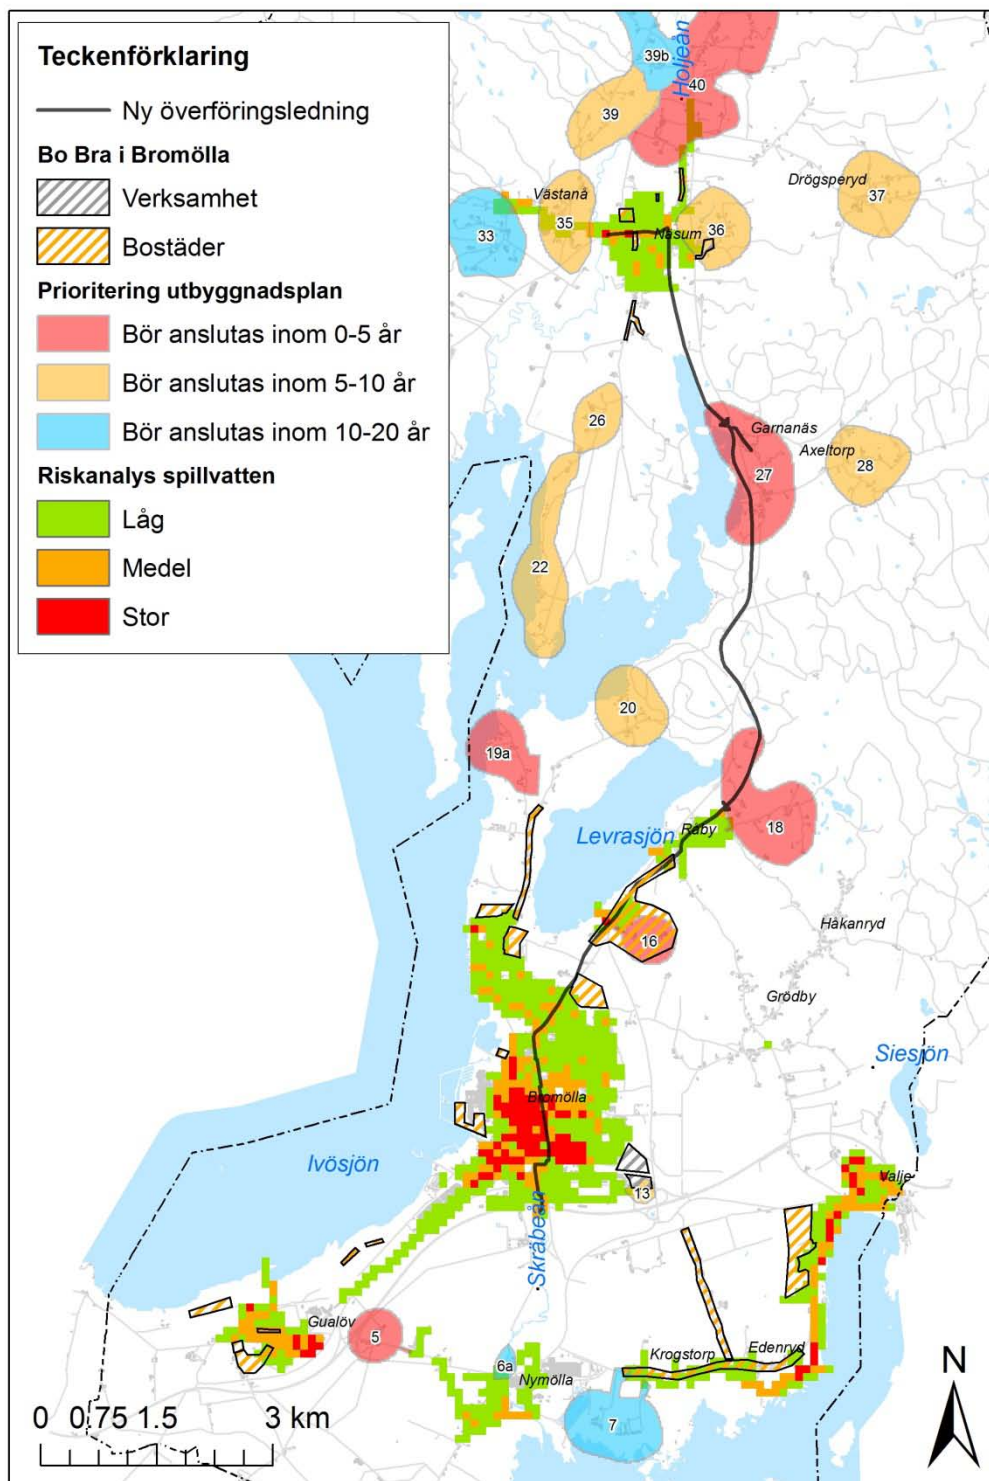 Teckenförklaring
Ny överföringsledning
Bo Bra i Bromölla
Verksamhet
Bostäder
Prioritering utbyggnadsplan
Bör anslutas inom 0-5 år
Bör anslutas inom 5-10 år
Bör anslutas inom 10-20 år
Riskanalys spillvatten
Låg
Medel
Stor
39b
Holjeån
40
39
Drögsperyd
37
Västanå
35
33
36
Näsum
26
Garnanäs
Axeltorp
27
28
22
20
19a
Levrasjön
Råby
18
16
Håkanryd
Grödby
Siesjön
Bromölla
Ivösjön
13
Valje
Skräbeån
Gualöv
5
6a
Nymölla
Krogstorp
Edenryd
7
N
0 0.75 1.5 3 km